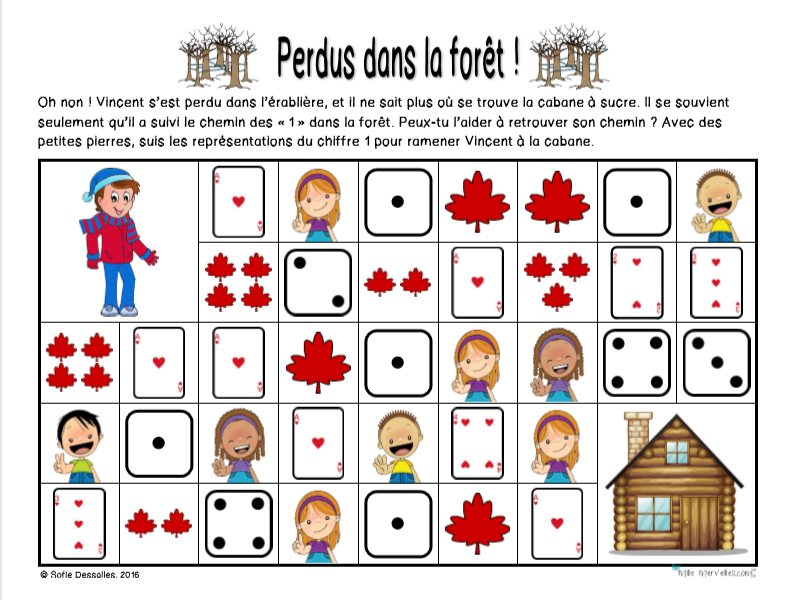 Perdus dans la forêt !
Oh non ! Vincent s'est perdu dans l'érablière, et il ne sait plus où se trouve la cabane à sucre. Il se souvient
seulement qu'il a suivi le chemin des « 1 » dans la forêt. Peux-tu l'aider à retrouver son chemin ? Avec des
petites pierres, suis les représentations du chiffre 1 pour ramener Vincent à la cabane.
© Sofie Dessalles. 2016
mille merveilles.com